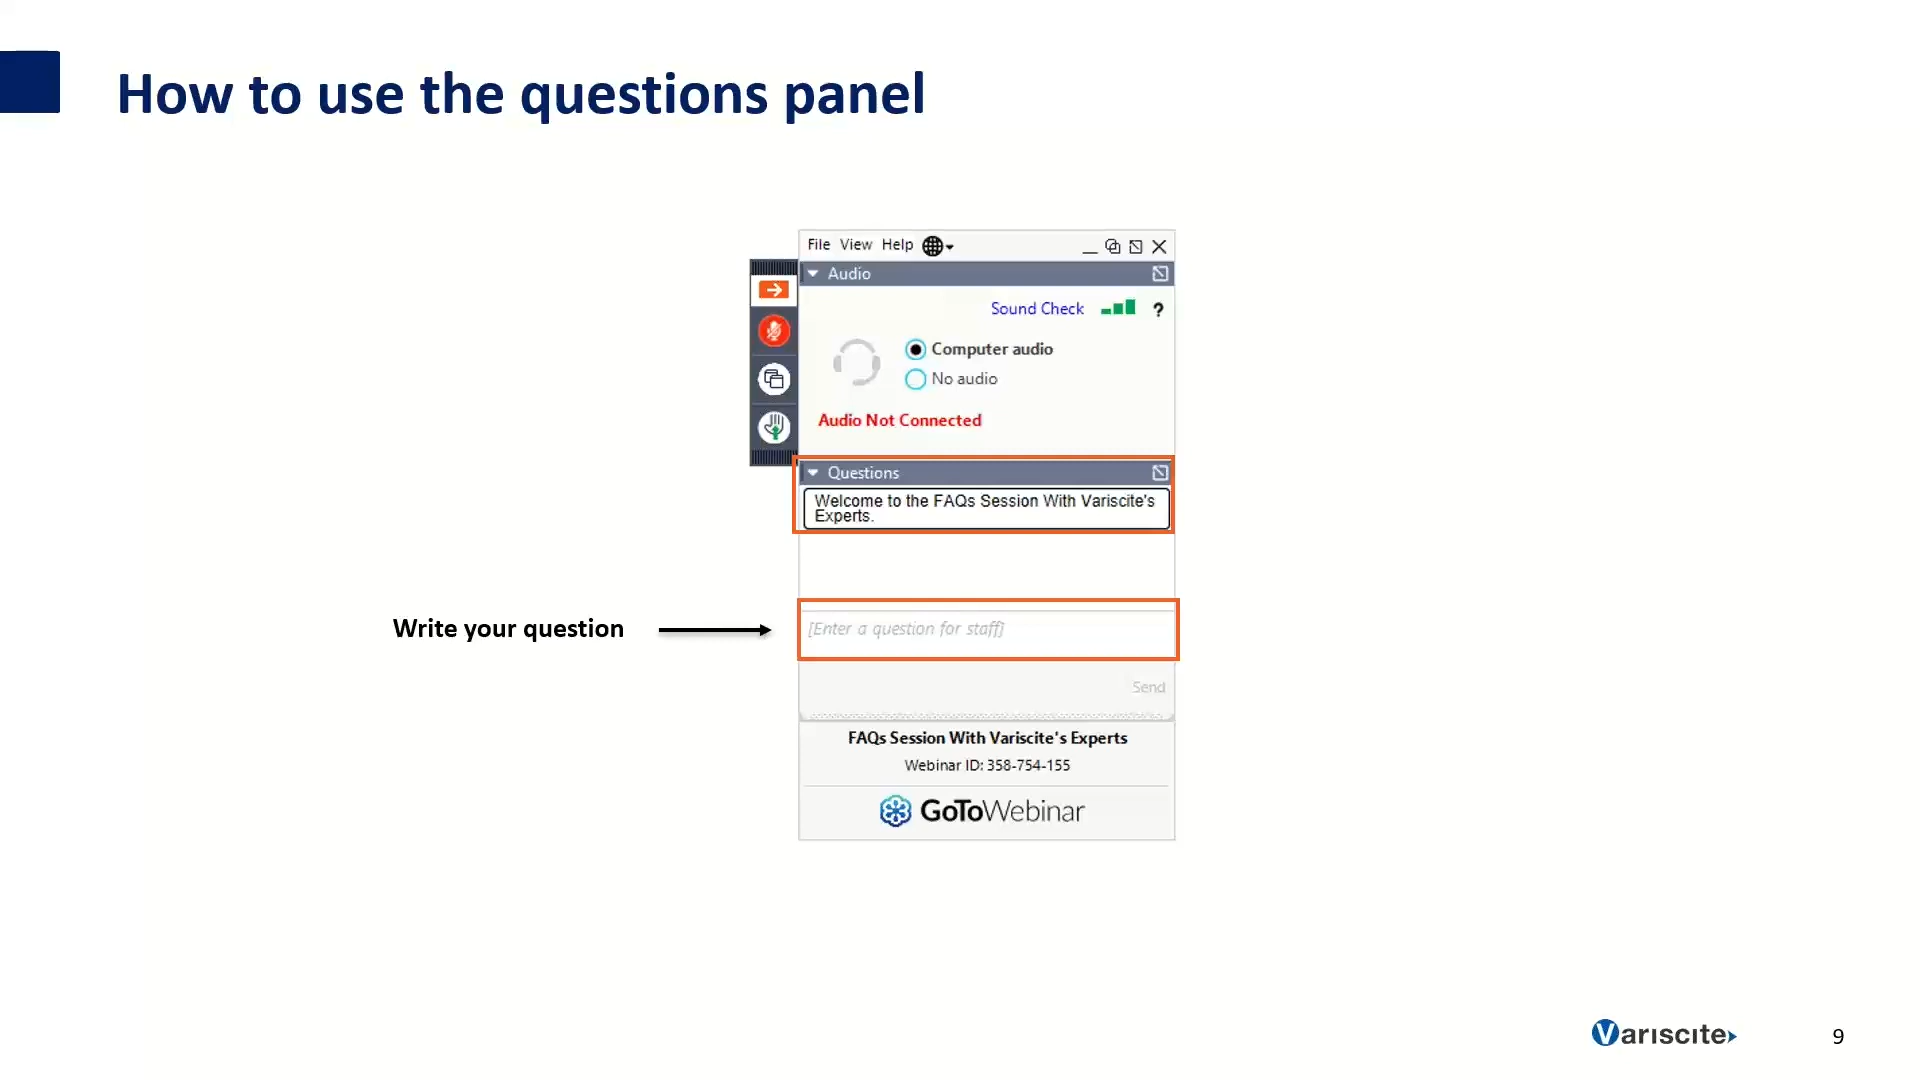 How to use the questions panel
File View Help
Audio
Sound Check ?
Computer audio
No audio
Audio Not Connected
Questions
Welcome to the FAQs Session With Variscite's
Experts.
Write your question
[Enter a question for staff]
Send
FAQs Session With Variscite's Experts
Webinar ID: 358-754-155
GoToWebinar
Variscite
9